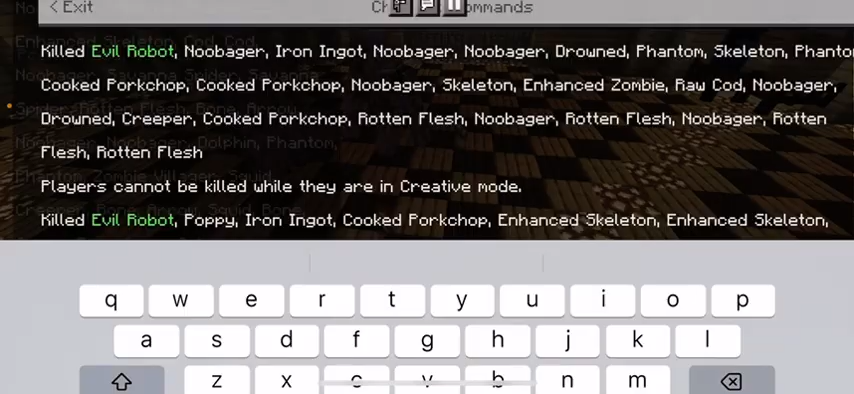 < Exit
Killed Evil Robot, Noobager, Iron Ingot, Noobager, Noobager, Drowned, Phantom, Skeleton, Phantom
Cooked Porkchop, Cooked Porkchop, Noobager, Skeleton, Enhanced Zombie, Raw Cod, Noobager,
Drowned, Creeper, Cooked Porkchop, Rotten Flesh, Noobager, Rotten Flesh, Noobager, Rotten
Flesh, Rotten Flesh
Players cannot be killed while they are in Creative mode.
Killed Evil Robot, Poppy, Iron Ingot, Cooked Porkchop, Enhanced Skeleton, Enhanced Skeleton,
q w e r t y u i o p
a s d f g h j k l
z x c v b n m